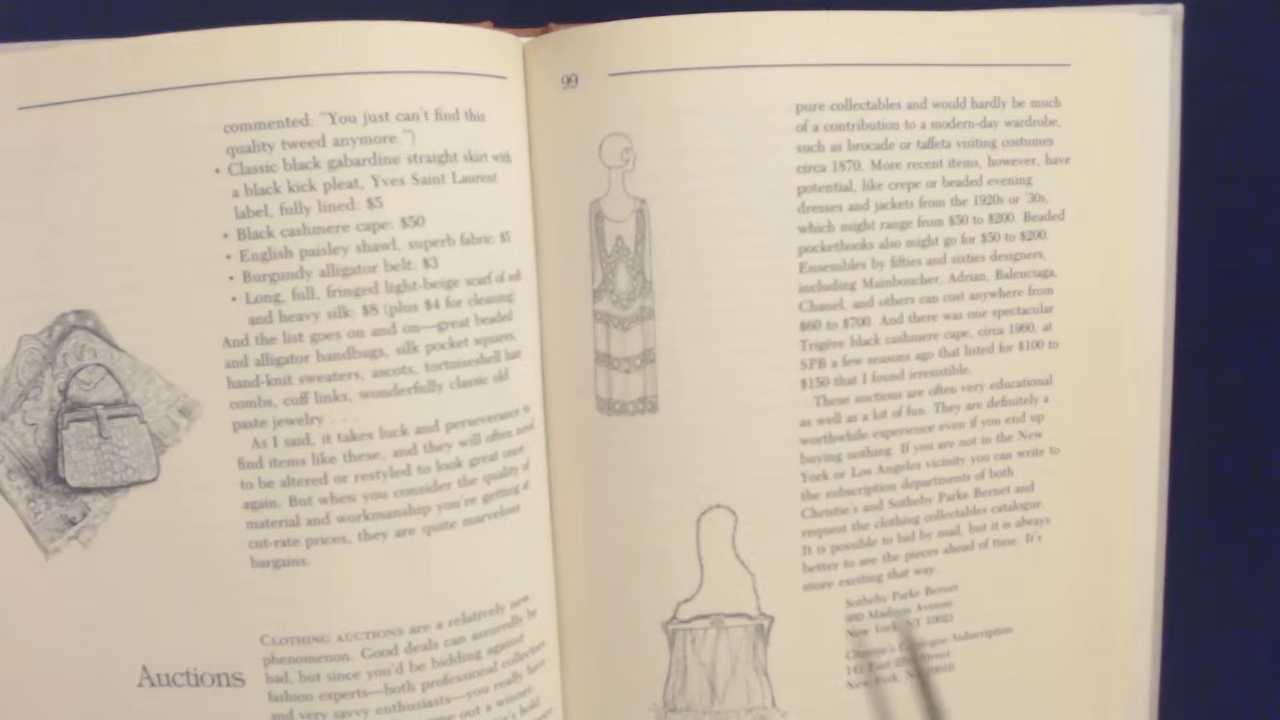 commented: "You just can't find this
quality tweed anymore.")
• Classic black gabardine straight skirt with
a black kick pleat, Yves Saint Laurent
label, fully lined: $5
• Black cashmere cape: $50
• English paisley shawl, superb fabric: $5
• Burgundy alligator belt: $3
• Long, full, fringed light-beige scarf of
and heavy silk: $8 (plus $4 for cleaning)
And the list goes on and on—great beaded
and alligator handbags, silk pocket squares,
hand-knit sweaters, ascots, tortoiseshell hair
combs, cuff links, wonderfully classic old
paste jewelry . . .
As I said, it takes luck and perseverance to
find items like these, and they will often need
to be altered or restyled to look great once
again. But when you consider the quality of
material and workmanship you're getting at
cut-rate prices, they are quite marvelous
bargains.
Auctions
CLOTHING AUCTIONS are a relatively new
phenomenon. Good deals can assuredly be
had, but since you'd be bidding against
fashion experts—both professional collectors
and very savvy enthusiasts—you really have
come out a winner.
hold
99
pure collectables and would hardly be much
of a contribution to a modern-day wardrobe,
such as brocade or taffeta visiting costumes
circa 1870. More recent items, however, have
potential, like crepe or beaded evening
dresses and jackets from the 1920s or '30s,
which might range from $50 to $200. Beaded
pocketbooks also might go for $50 to $200.
Ensembles by fifties and sixties designers,
including Mainboucher, Adrian, Balenciaga,
Chanel, and others can cost anywhere from
$60 to $700. And there was one spectacular
Trigère black cashmere cape, circa 1960, at
SPB a few seasons ago that listed for $100 to
$150 that I found irresistible.
These auctions are often very educational
as well as a lot of fun. They are definitely a
worthwhile experience even if you end up
buying nothing. If you are not in the New
York or Los Angeles vicinity you can write to
the subscription departments of both
Christie's and Sotheby Parke Bernet and
request the clothing collectables catalogue.
It is possible to bid by mail, but it is always
better to see the pieces ahead of time. It's
more exciting that way.
Sotheby Parke Bernet
980 Madison Avenue
New York, NY 10021
Christie's Catalogue Subscription
141 East Street
New York,